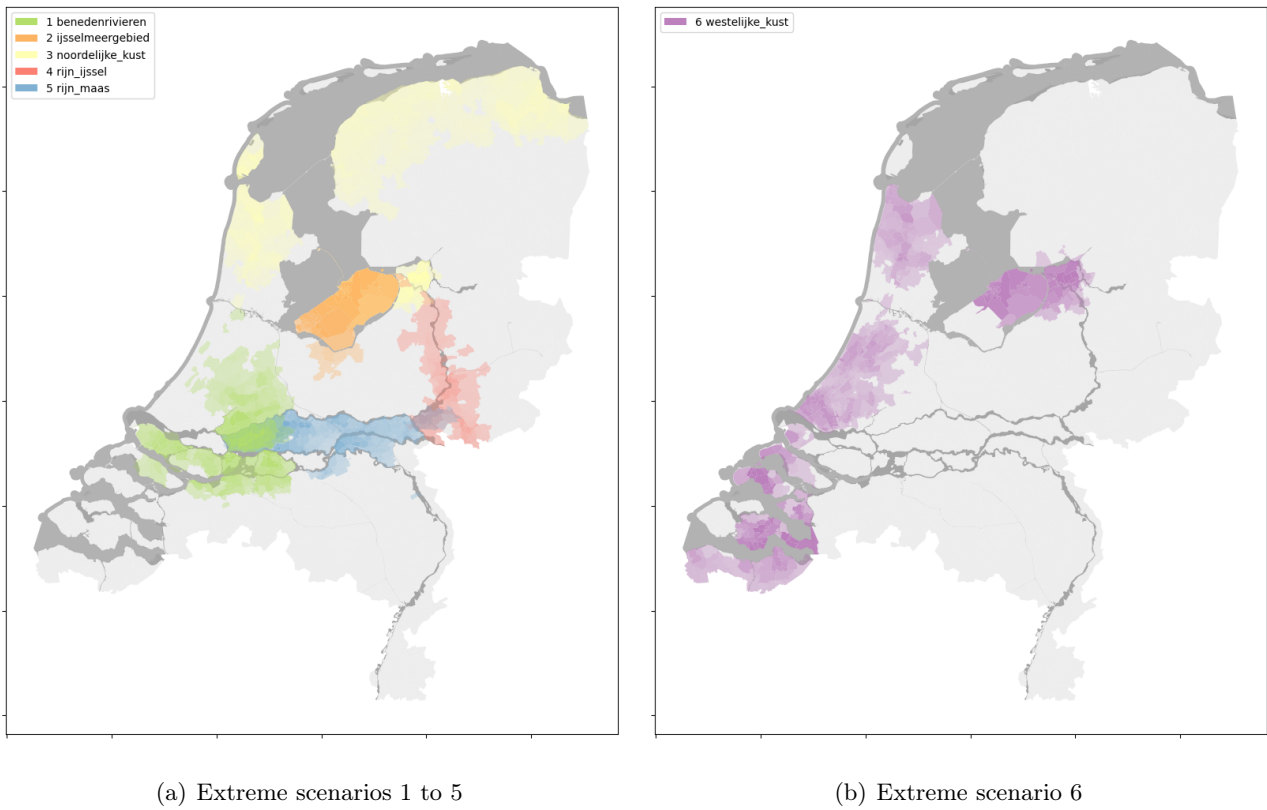 1 benedenrivieren
2 ijsselmeergebied
3 noordelijke_kust
4 rijn_ijssel
5 rijn_maas
6 westelijke_kust
(a) Extreme scenarios 1 to 5
(b) Extreme scenario 6